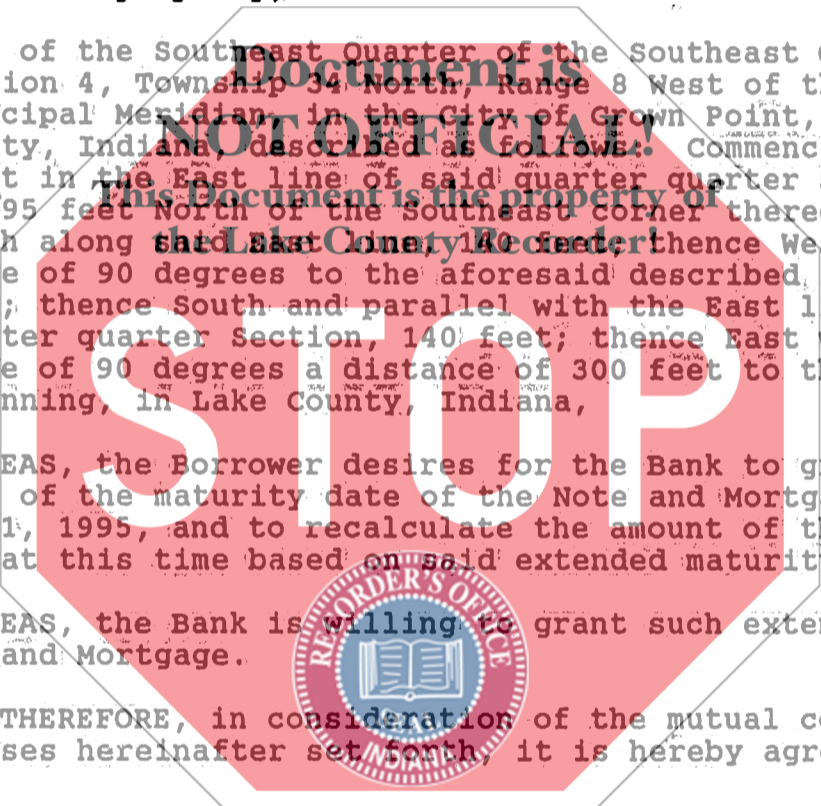 of the Southeast Quarter of the Southeast
Document is
ion 4, Township 34 North, Range 8 West of t
cipal Meridian, in the City of Crown Point,
NOT OFFICIAL!
ty, Indiana, described as follows: Commenc
t in the East line of said quarter quarter
This Document is the property of
95 feet North of the Southeast corner there
h along said East line, 140 feet; thence We
the Lake County Recorder!
e of 90 degrees to the aforesaid described
; thence South and parallel with the East l
ter quarter Section, 140 feet; thence East
e of 90 degrees a distance of 300 feet to t
nning, in Lake County, Indiana,
STOP
EAS, the Borrower desires for the Bank to g
of the maturity date of the Note and Mortg
1, 1995, and to recalculate the amount of t
at this time based on said extended maturit
RECORDER'S OFFICE
EAS, the Bank is willing to grant such exte
and Mortgage.
THEREFORE, in consideration of the mutual c
INDIANA
ses hereinafter set forth, it is hereby agr